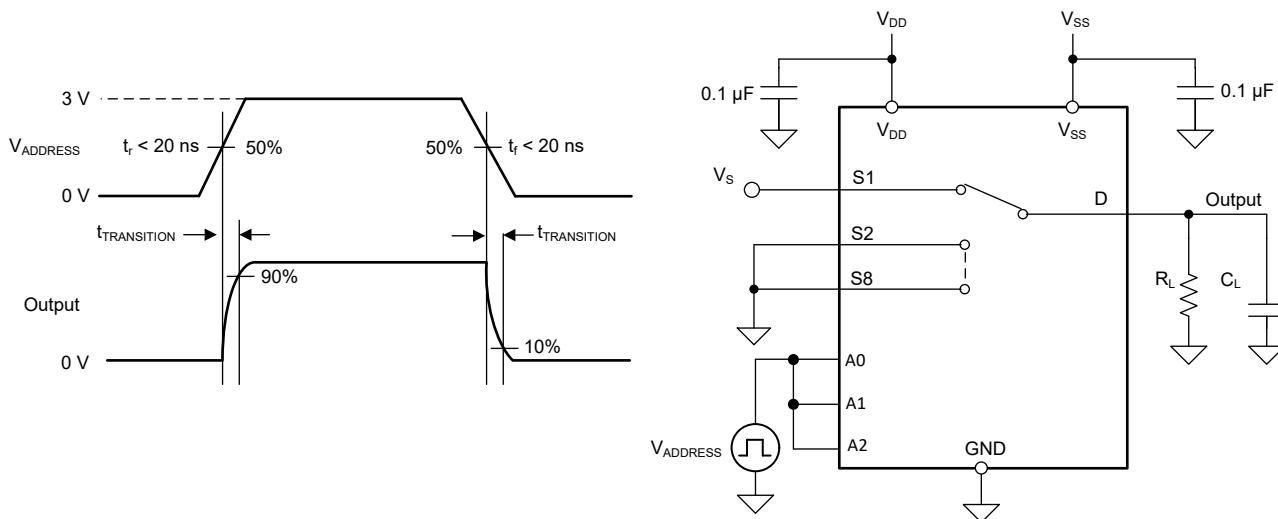 3 V
V_ADDRESS
t_r < 20 ns
50%
50%
t_f < 20 ns
0 V
t_TRANSITION
t_TRANSITION
90%
Output
0 V
10%
V_DD
V_SS
0.1 µF
0.1 µF
V_DD
V_SS
V_S
S1
D
Output
S2
S8
R_L
C_L
A0
A1
A2
V_ADDRESS
GND